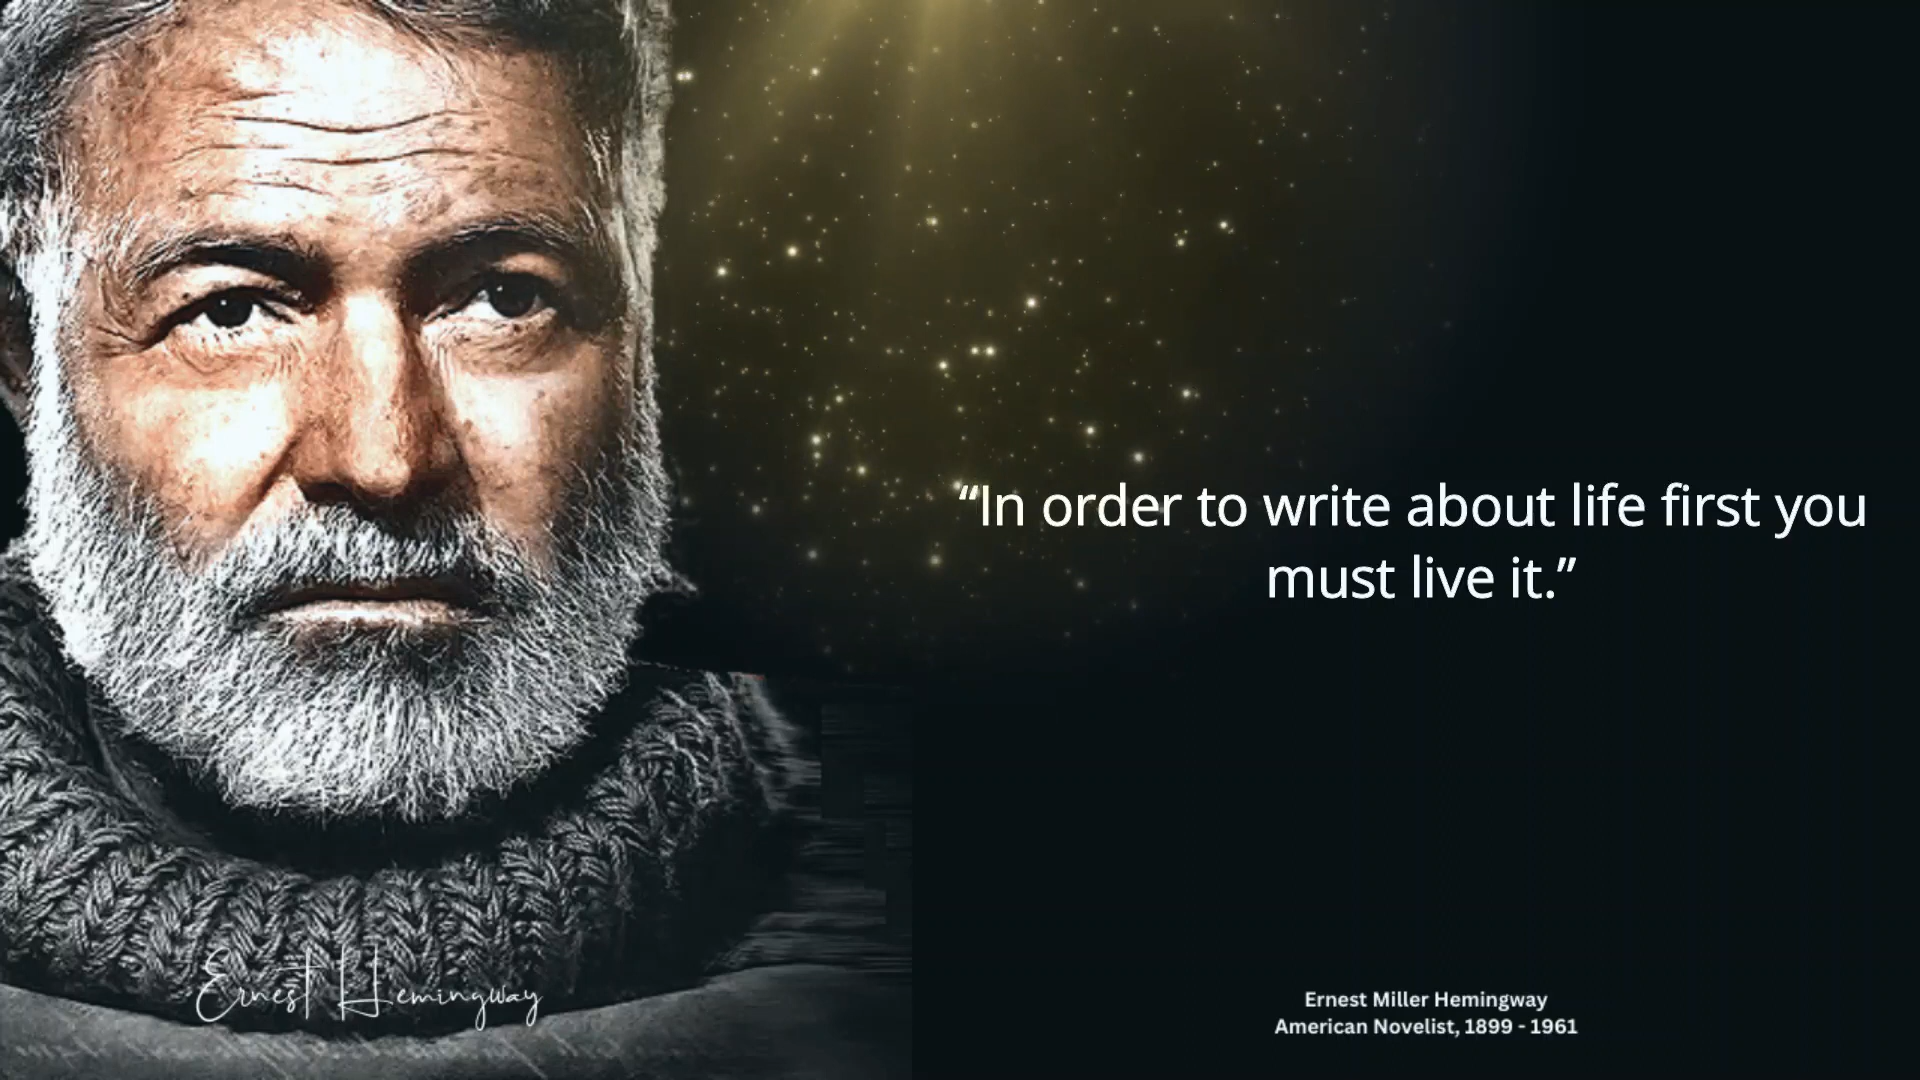 “In order to write about life first you
must live it.”
Ernest Hemingway
Ernest Miller Hemingway
American Novelist, 1899 - 1961